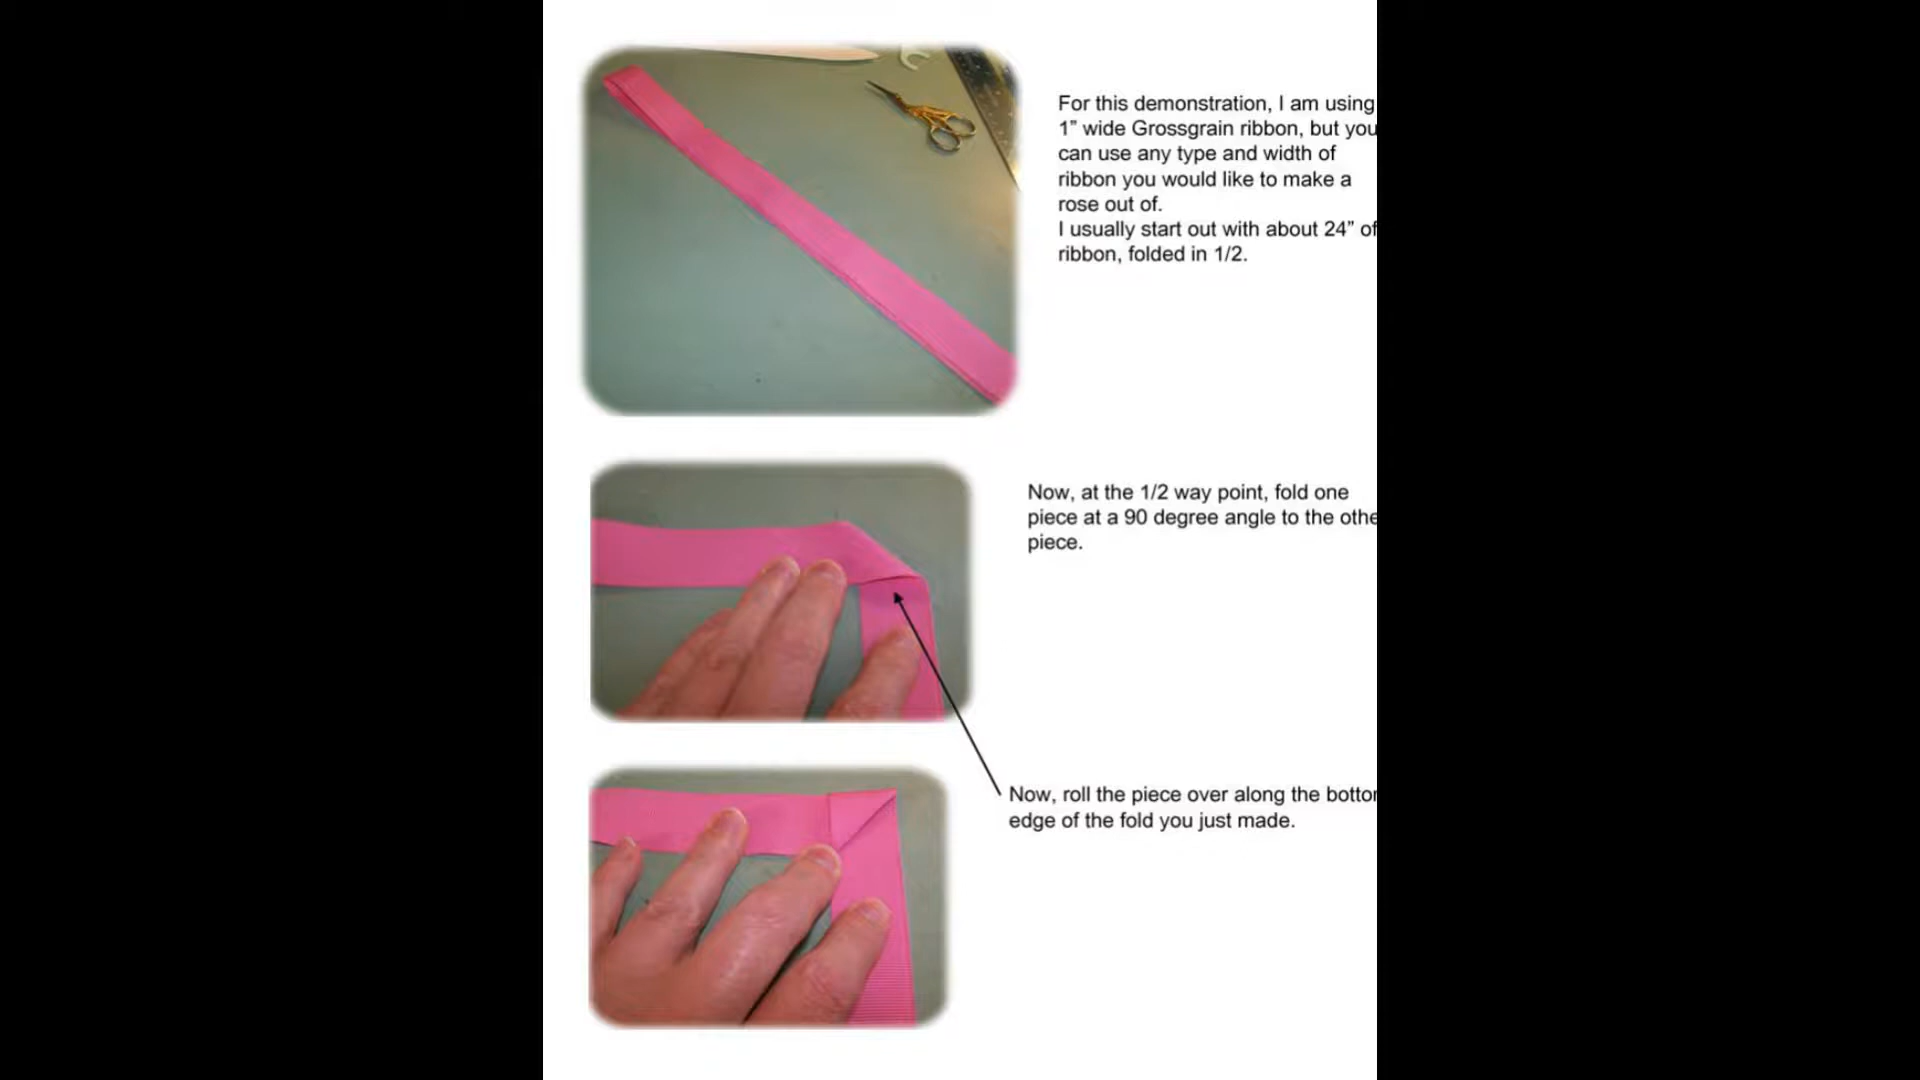 For this demonstration, I am using
1” wide Grossgrain ribbon, but you
can use any type and width of
ribbon you would like to make a
rose out of.
I usually start out with about 24” of
ribbon, folded in 1/2.
Now, at the 1/2 way point, fold one
piece at a 90 degree angle to the othe
piece.
Now, roll the piece over along the botto
edge of the fold you just made.